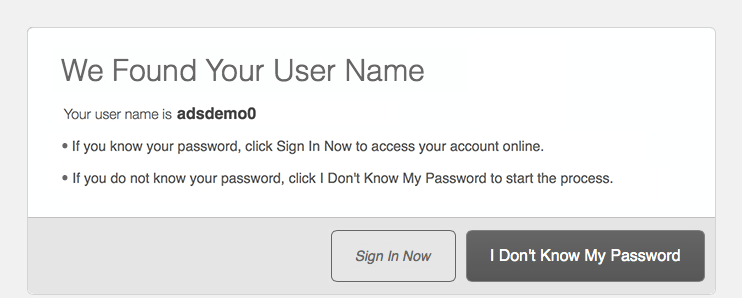 We Found Your User Name
Your user name is adsdemo0
• If you know your password, click Sign In Now to access your account online.
• If you do not know your password, click I Don't Know My Password to start the process.
Sign In Now
I Don't Know My Password